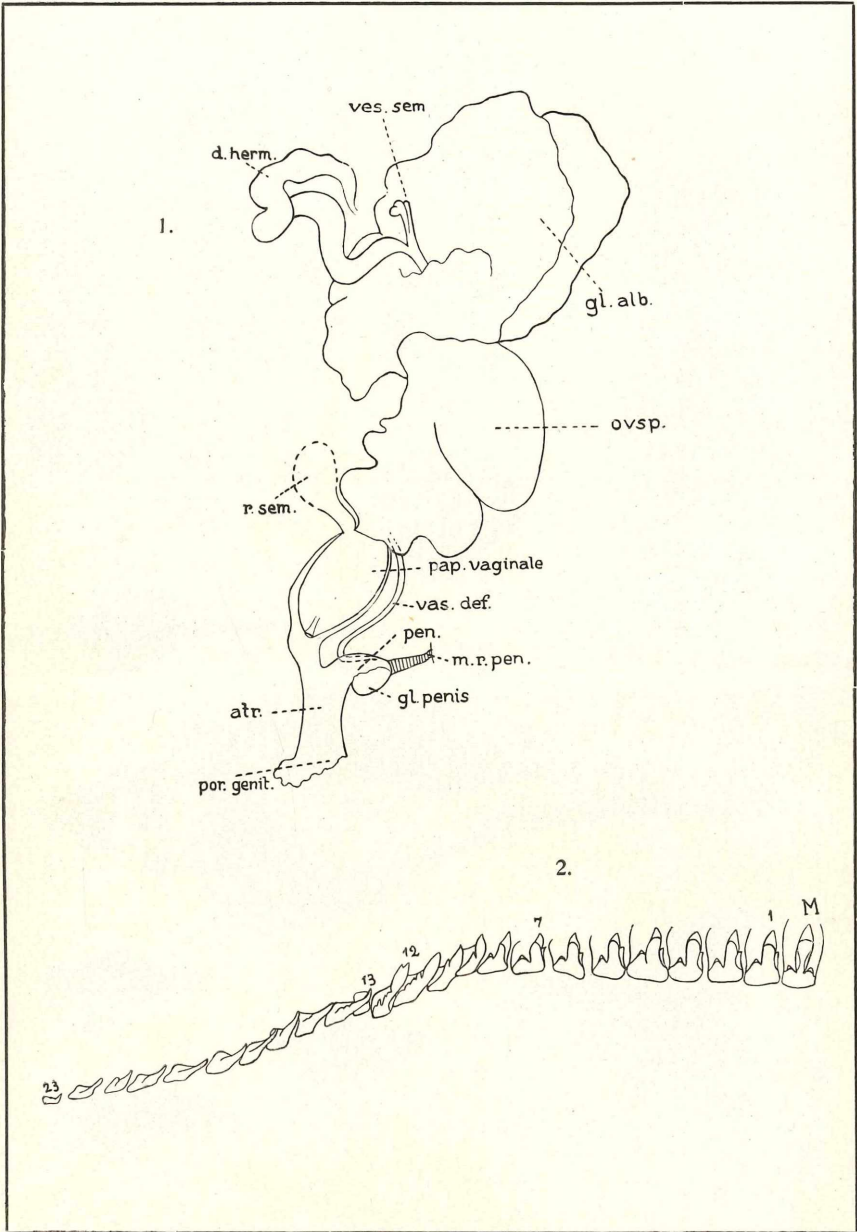 ves. sem
d. herm.
1.
gl. alb.
ovsp.
r. sem.
pap. vaginale
vas. def.
pen.
m. r. pen.
gl. penis
atr.
por. genit.
2.
M
1
7
12
13
23